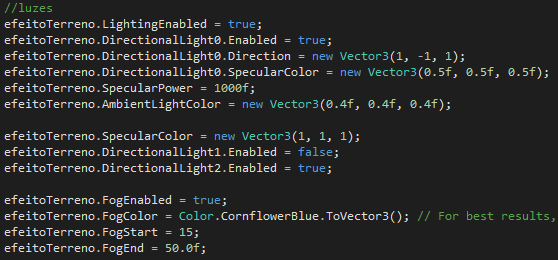 //luzes
efeitoTerreno.LightingEnabled = true;
efeitoTerreno.DirectionalLight0.Enabled = true;
efeitoTerreno.DirectionalLight0.Direction = new Vector3(1, -1, 1);
efeitoTerreno.DirectionalLight0.SpecularColor = new Vector3(0.5f, 0.5f, 0.5f);
efeitoTerreno.SpecularPower = 1000f;
efeitoTerreno.AmbientLightColor = new Vector3(0.4f, 0.4f, 0.4f);
efeitoTerreno.SpecularColor = new Vector3(1, 1, 1);
efeitoTerreno.DirectionalLight1.Enabled = false;
efeitoTerreno.DirectionalLight2.Enabled = true;
efeitoTerreno.FogEnabled = true;
efeitoTerreno.FogColor = Color.CornflowerBlue.ToVector3(); // For best results,
efeitoTerreno.FogStart = 15;
efeitoTerreno.FogEnd = 50.0f;